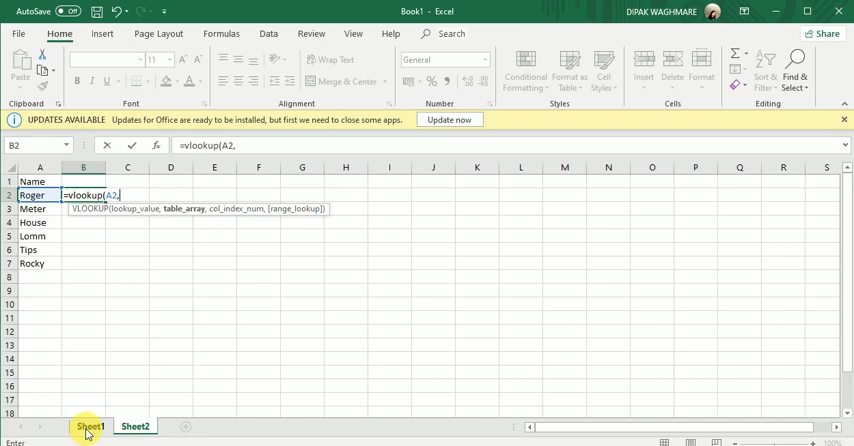 AutoSave Off Book1 - Excel DIPAK WAGHMARE
File Home Insert Page Layout Formulas Data Review View Help Search Share
Paste
11
General
Wrap Text
Merge & Center
Conditional Formatting
Format as Table
Cell Styles
Insert Delete Format
Sort & Filter
Find & Select
Clipboard Font Alignment Number Styles Cells Editing
UPDATES AVAILABLE Updates for Office are ready to be installed, but first we need to close some apps. Update now
B2 fx =vlookup(A2,
A B C D E F G H I J K L M N O P Q R S
1 Name
2 Roger =vlookup(A2,
VLOOKUP(lookup_value, table_array, col_index_num, [range_lookup])
3 Meter
4 House
5 Lomm
6 Tips
7 Rocky
8
9
10
11
12
13
14
15
16
17
18
Sheet1 Sheet2
Enter 100%